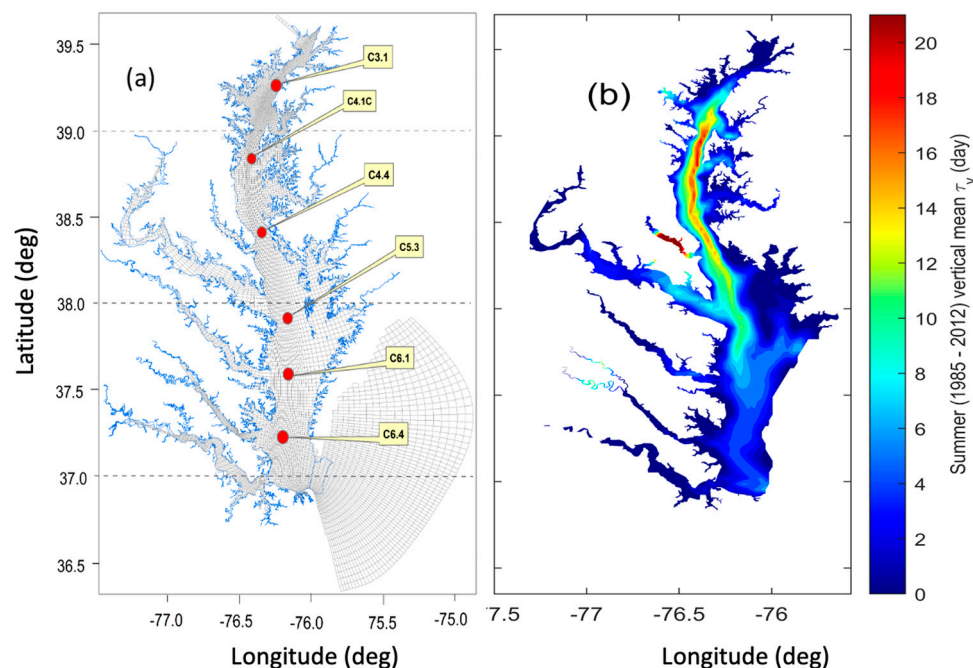 (a)
C3.1
C4.1C
C4.4
C5.3
C6.1
C6.4
39.5
39.0
38.5
38.0
37.5
37.0
36.5
Latitude (deg)
-77.0
-76.5
-76.0
-75.5
-75.0
Longitude (deg)
(b)
7.5
-77
-76.5
-76
Longitude (deg)
20
18
16
14
12
10
8
6
4
2
0
Summer (1985 - 2012) vertical mean τv (day)